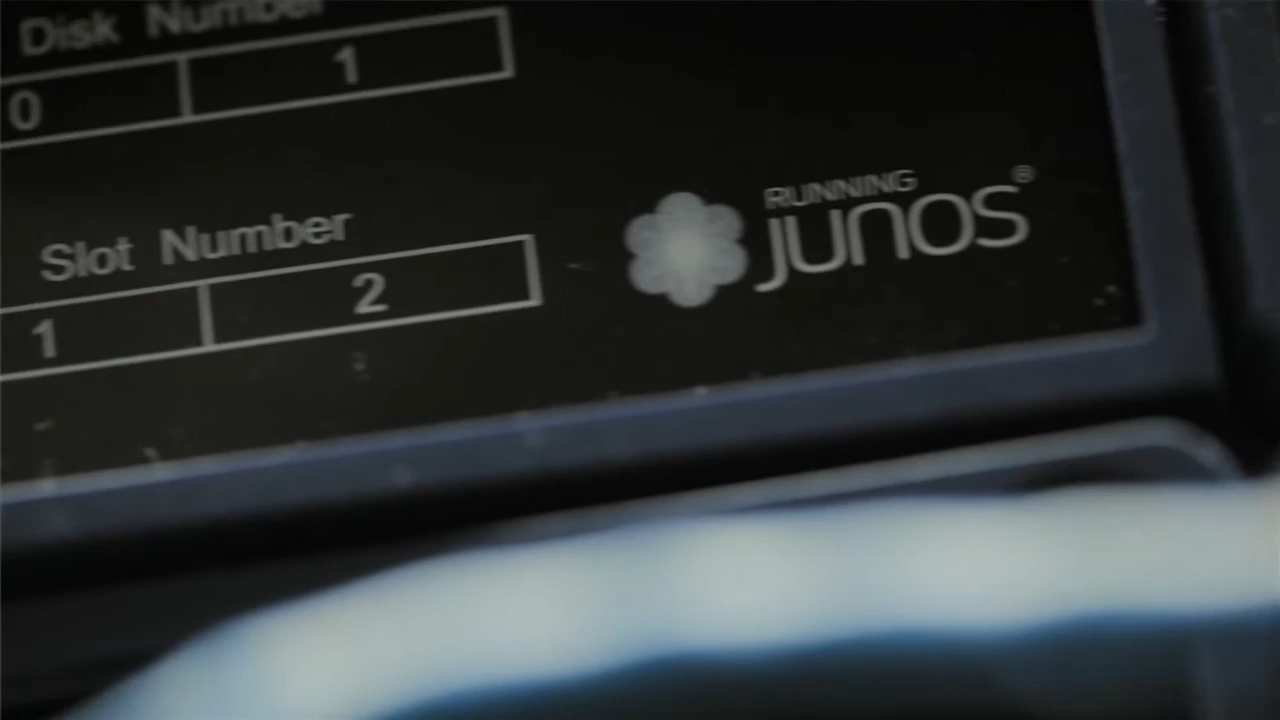 Disk Number
0 1
Slot Number
1 2
RUNNING
JUNOS®